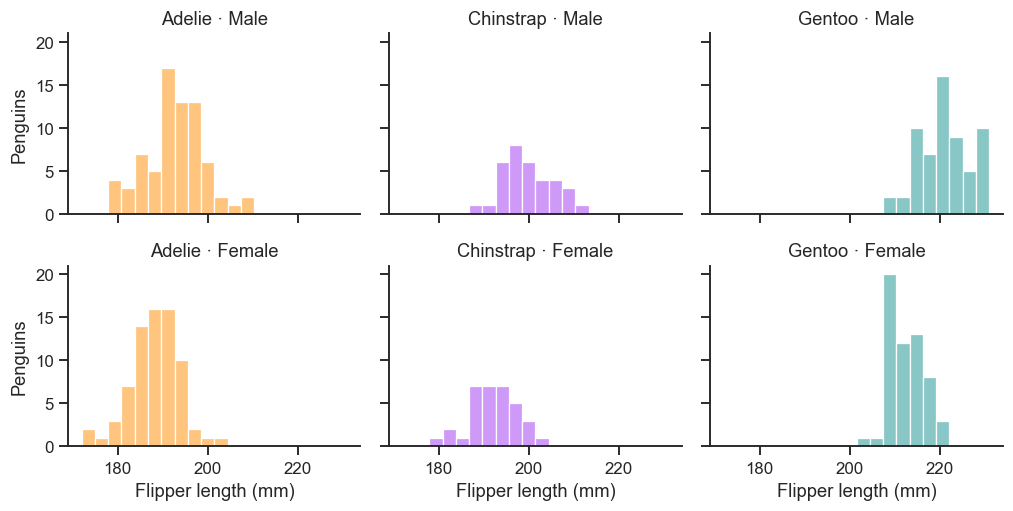 Adelie · Male
Chinstrap · Male
Gentoo · Male
20
15
10
5
0
Penguins
Adelie · Female
Chinstrap · Female
Gentoo · Female
20
15
10
5
0
Penguins
180 200 220
180 200 220
180 200 220
Flipper length (mm)
Flipper length (mm)
Flipper length (mm)